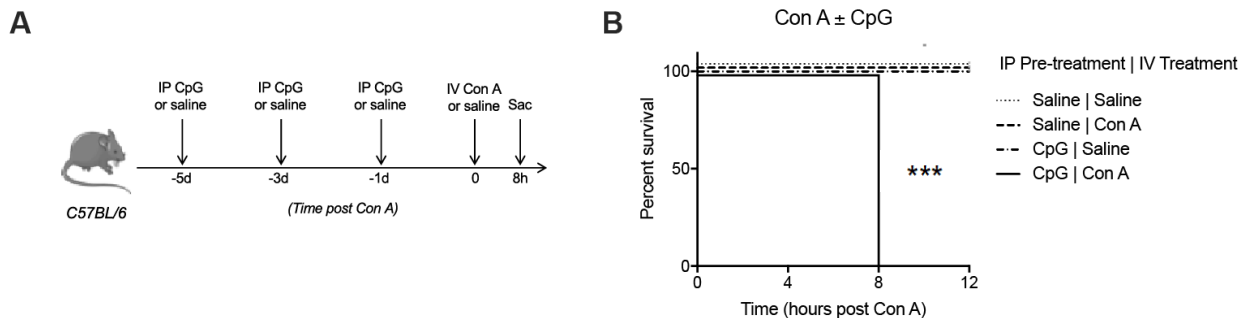 A
IP CpG
or saline
IP CpG
or saline
IP CpG
or saline
IV Con A
or saline
Sac
-5d
-3d
-1d
0
8h
C57BL/6
(Time post Con A)
B
Con A ± CpG
Percent survival
100
50
0
0
4
8
12
Time (hours post Con A)
***
IP Pre-treatment | IV Treatment
Saline | Saline
Saline | Con A
CpG | Saline
CpG | Con A